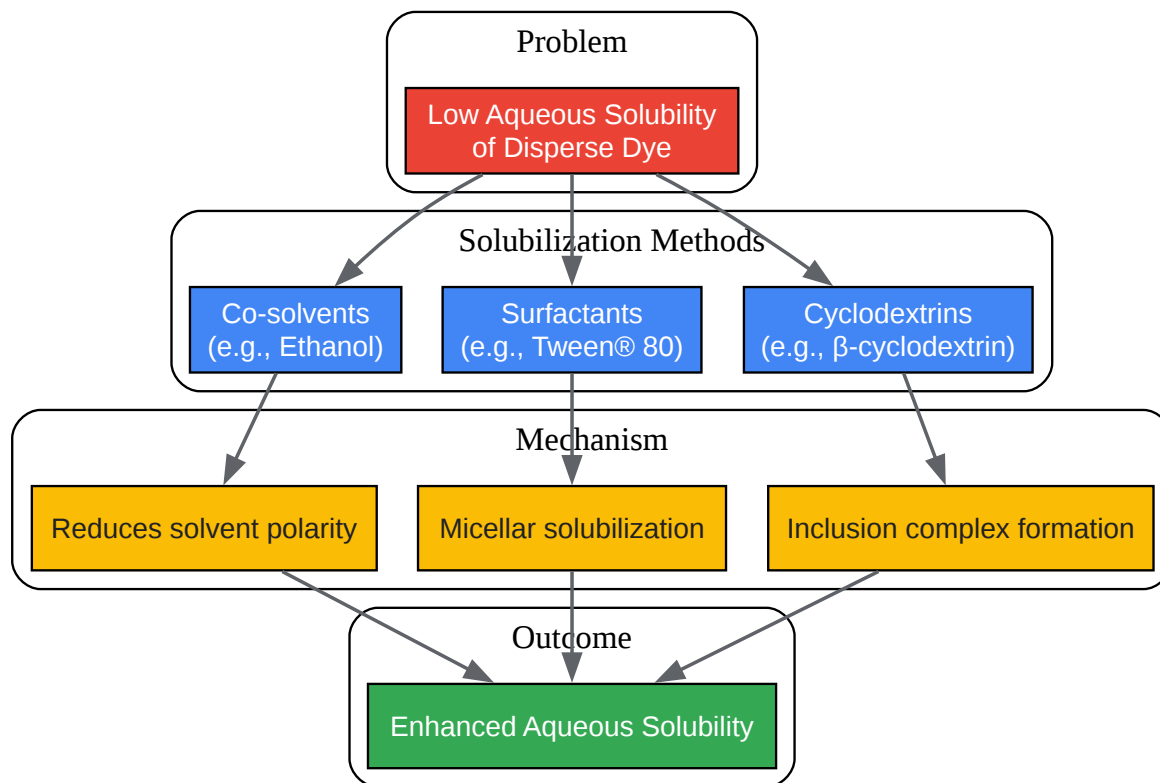 Problem
Low Aqueous Solubility
of Disperse Dye
Solubilization Methods
Co-solvents
(e.g., Ethanol)
Surfactants
(e.g., Tween® 80)
Cyclodextrins
(e.g., β-cyclodextrin)
Mechanism
Reduces solvent polarity
Micellar solubilization
Inclusion complex formation
Outcome
Enhanced Aqueous Solubility